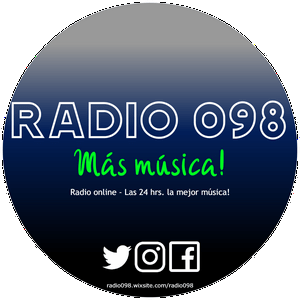 RADIO 098
Más música!
Radio online - Las 24 hrs. la mejor música!
radio098.wixsite.com/radio098